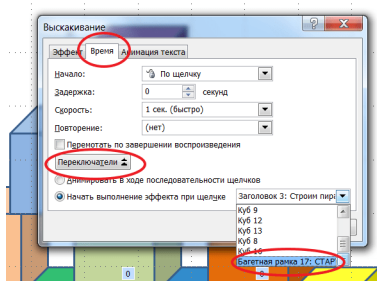 Выскакивание
Эффект Время Анимация текста
Начало: По щелчку
Задержка: 0 секунд
Скорость: 1 сек. (быстро)
Повторение: (нет)
Перемотать по завершении воспроизведения
Переключатели
Анимировать в ходе последовательности щелчков
Начать выполнение эффекта при щелчке Заголовок 3: Строим пира
Куб 9
Куб 12
Куб 13
Куб 8
Куб 16
Багетная рамка 17: СТАР
0 0